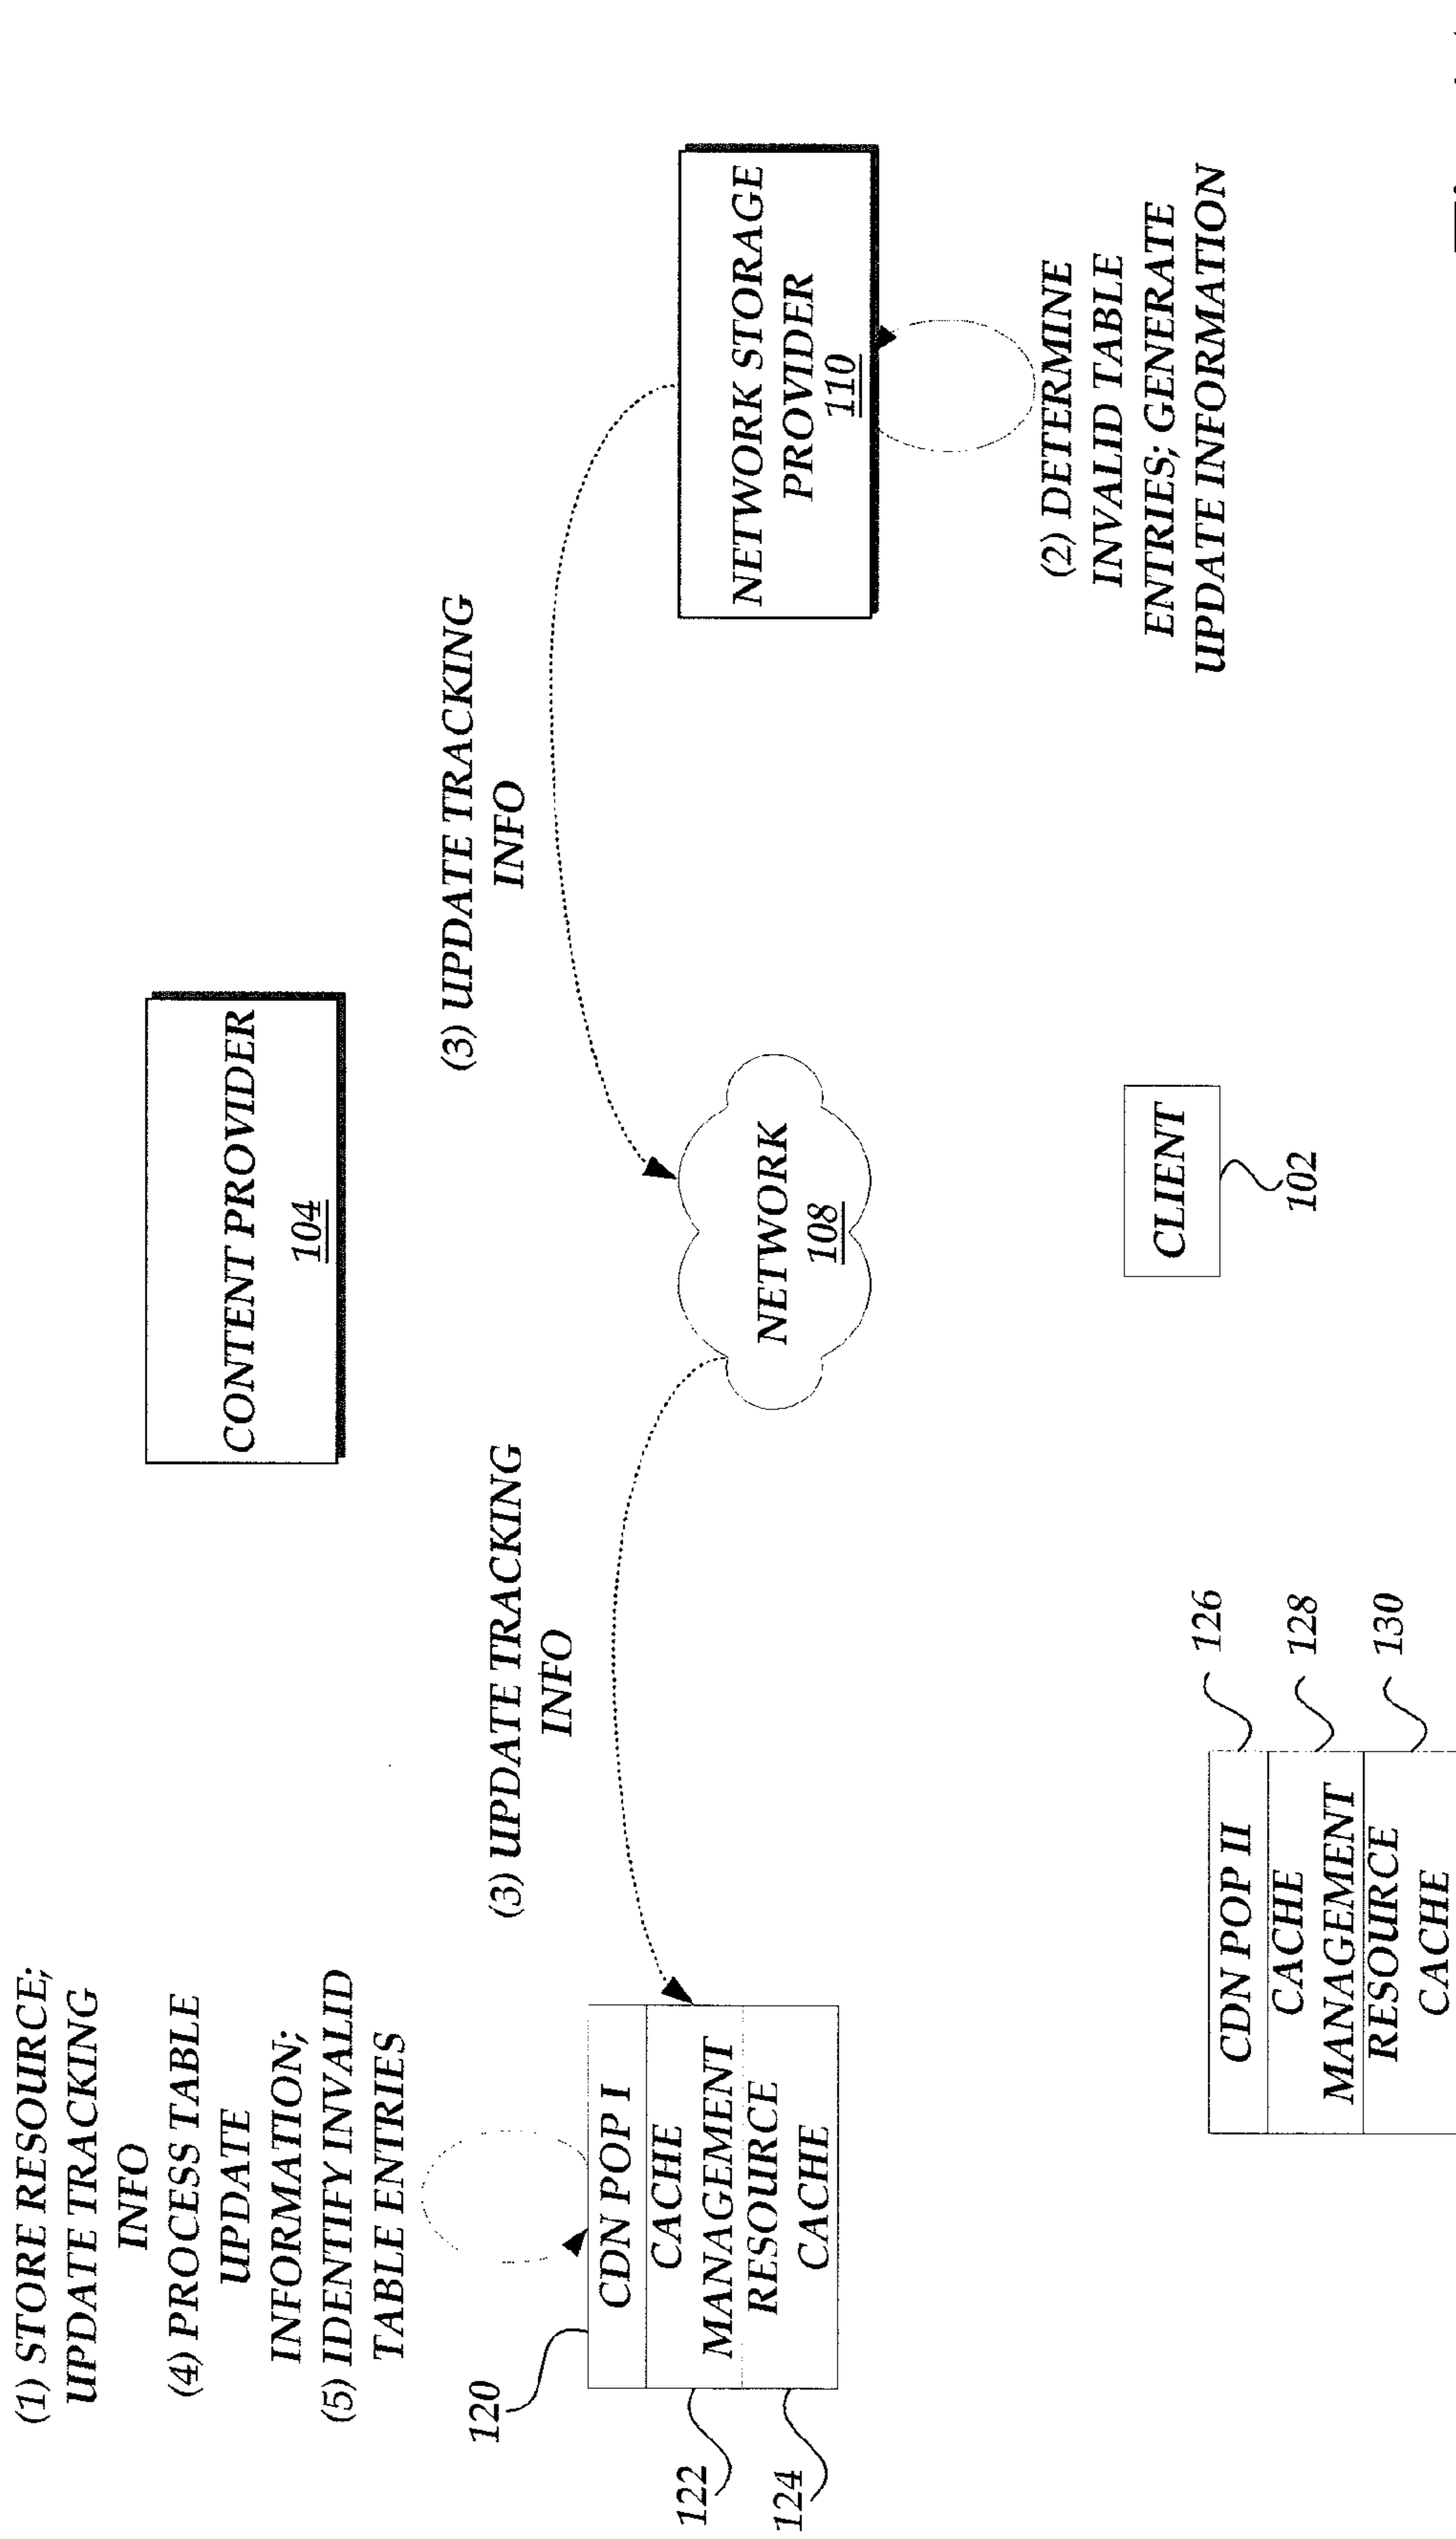 (1) STORE RESOURCE;
UPDATE TRACKING
INFO
(4) PROCESS TABLE
UPDATE
INFORMATION;
(5) IDENTIFY INVALID
TABLE ENTRIES
CONTENT PROVIDER
104
(3) UPDATE TRACKING
INFO
(3) UPDATE TRACKING
INFO
120
CDN POP I
CACHE
MANAGEMENT
RESOURCE
CACHE
122
124
NETWORK
108
NETWORK STORAGE
PROVIDER
110
(2) DETERMINE
INVALID TABLE
ENTRIES; GENERATE
UPDATE INFORMATION
CLIENT
102
CDN POP II
CACHE
MANAGEMENT
RESOURCE
CACHE
126
128
130